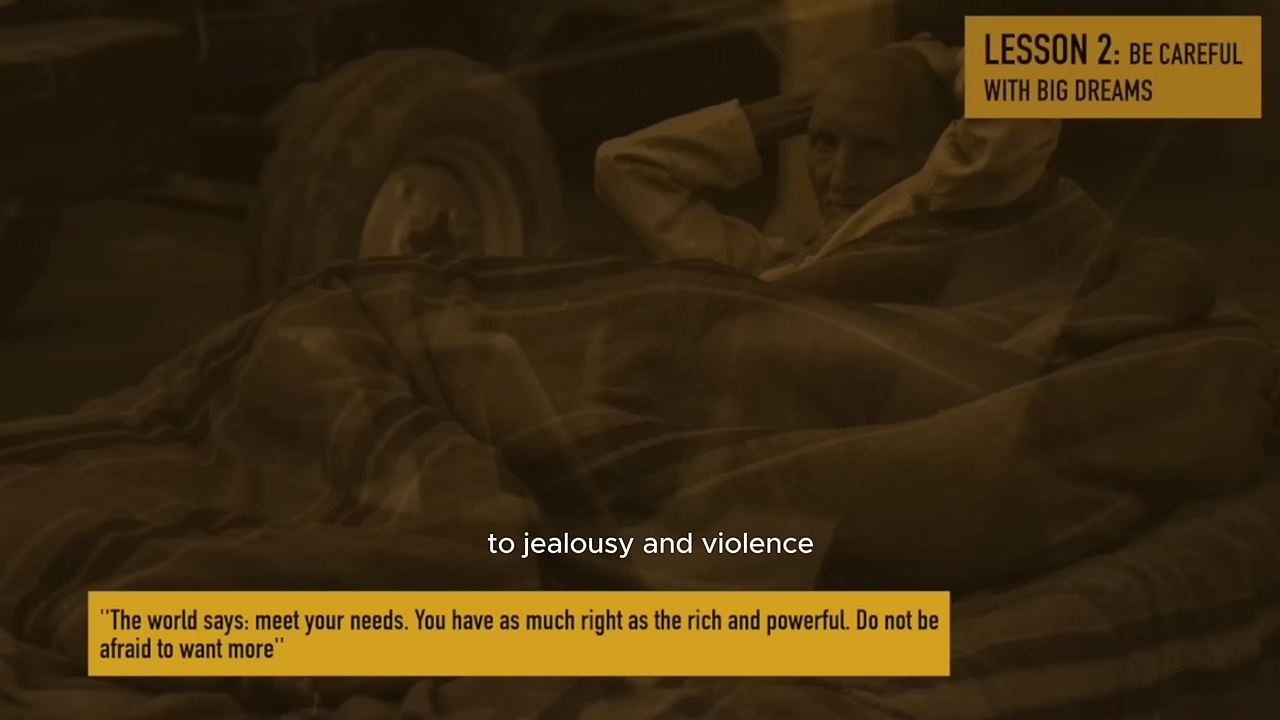 LESSON 2: BE CAREFUL
WITH BIG DREAMS
to jealousy and violence
''The world says: meet your needs. You have as much right as the rich and powerful. Do not be
afraid to want more''